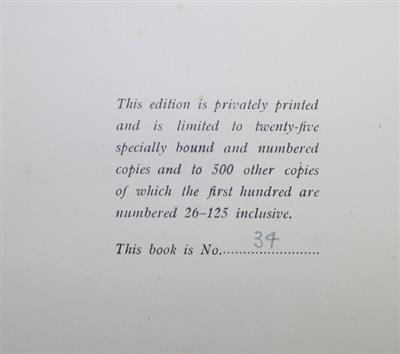 This edition is privately printed
and is limited to twenty-five
specially bound and numbered
copies and to 500 other copies
of which the first hundred are
numbered 26–125 inclusive.
This book is No......34..........